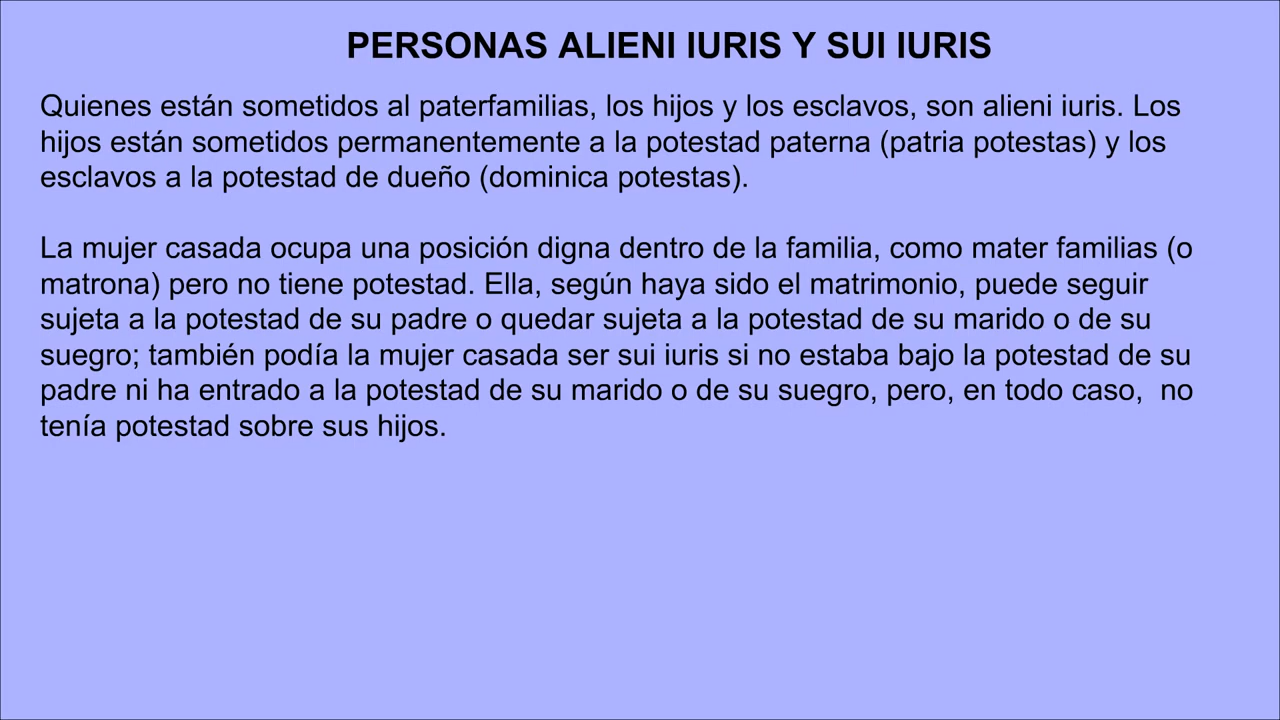 PERSONAS ALIENI IURIS Y SUI IURIS
Quienes están sometidos al paterfamilias, los hijos y los esclavos, son alieni iuris. Los
hijos están sometidos permanentemente a la potestad paterna (patria potestas) y los
esclavos a la potestad de dueño (dominica potestas).
La mujer casada ocupa una posición digna dentro de la familia, como mater familias (o
matrona) pero no tiene potestad. Ella, según haya sido el matrimonio, puede seguir
sujeta a la potestad de su padre o quedar sujeta a la potestad de su marido o de su
suegro; también podía la mujer casada ser sui iuris si no estaba bajo la potestad de su
padre ni ha entrado a la potestad de su marido o de su suegro, pero, en todo caso,  no
tenía potestad sobre sus hijos.